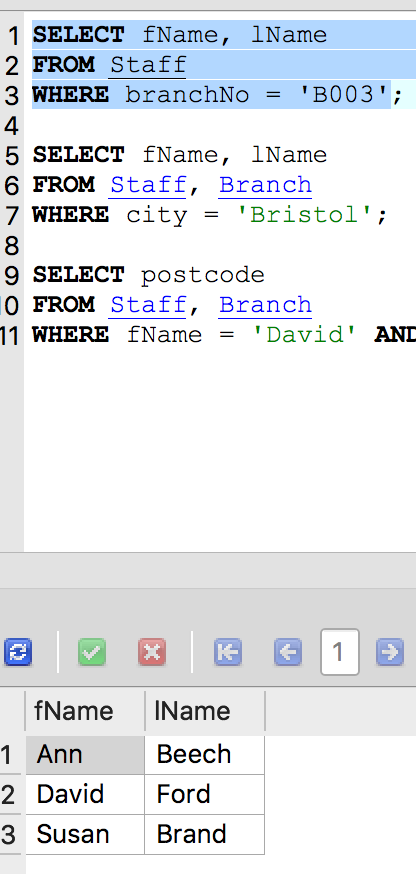 1 SELECT fName, lName
2 FROM Staff
3 WHERE branchNo = 'B003';
4
5 SELECT fName, lName
6 FROM Staff, Branch
7 WHERE city = 'Bristol';
8
9 SELECT postcode
10 FROM Staff, Branch
11 WHERE fName = 'David' AND
1
fName lName
1 Ann Beech
2 David Ford
3 Susan Brand